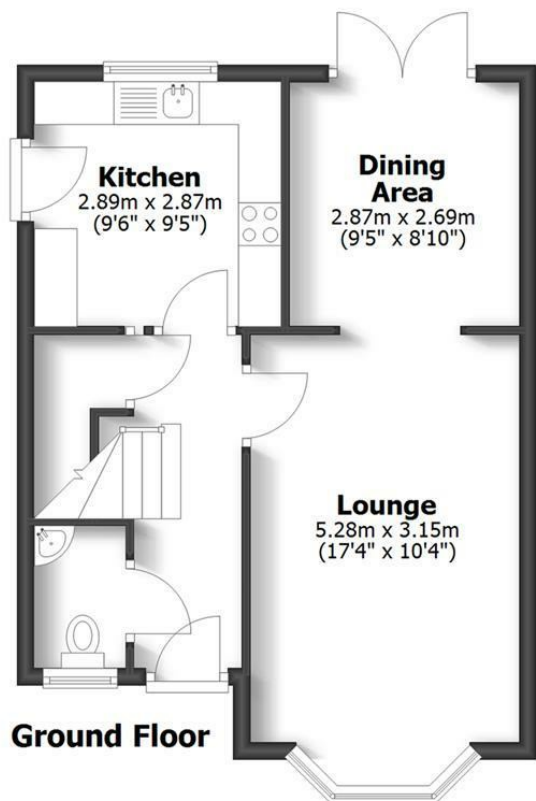 Kitchen
2.89m x 2.87m
(9'6" x 9'5")
Dining
Area
2.87m x 2.69m
(9'5" x 8'10")
Lounge
5.28m x 3.15m
(17'4" x 10'4")
Ground Floor